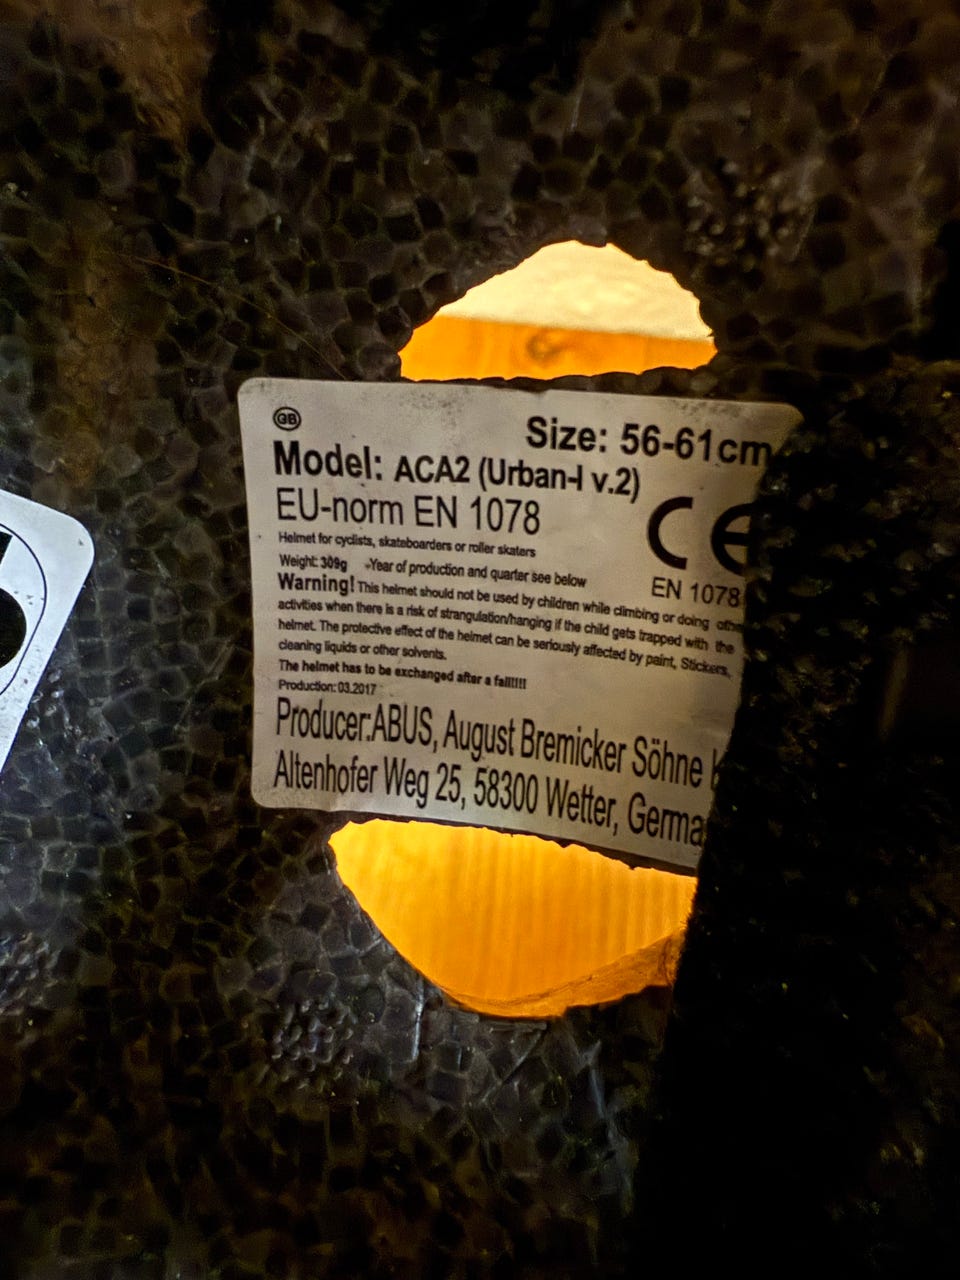 GB
Size: 56-61cm
Model: ACA2 (Urban-I v.2)
EU-norm EN 1078
CE
Helmet for cyclists, skateboarders or roller skaters
Weight: 309g -Year of production and quarter see below
EN 1078
Warning! This helmet should not be used by children while climbing or doing
activities when there is a risk of strangulation/hanging if the child gets trapped with the
helmet. The protective effect of the helmet can be seriously affected by paint, Stickers,
cleaning liquids or other solvents.
The helmet has to be exchanged after a fall!!!!
Production: 03.2017
Producer:ABUS, August Bremicker Söhne
Altenhofer Weg 25, 58300 Wetter, Germa